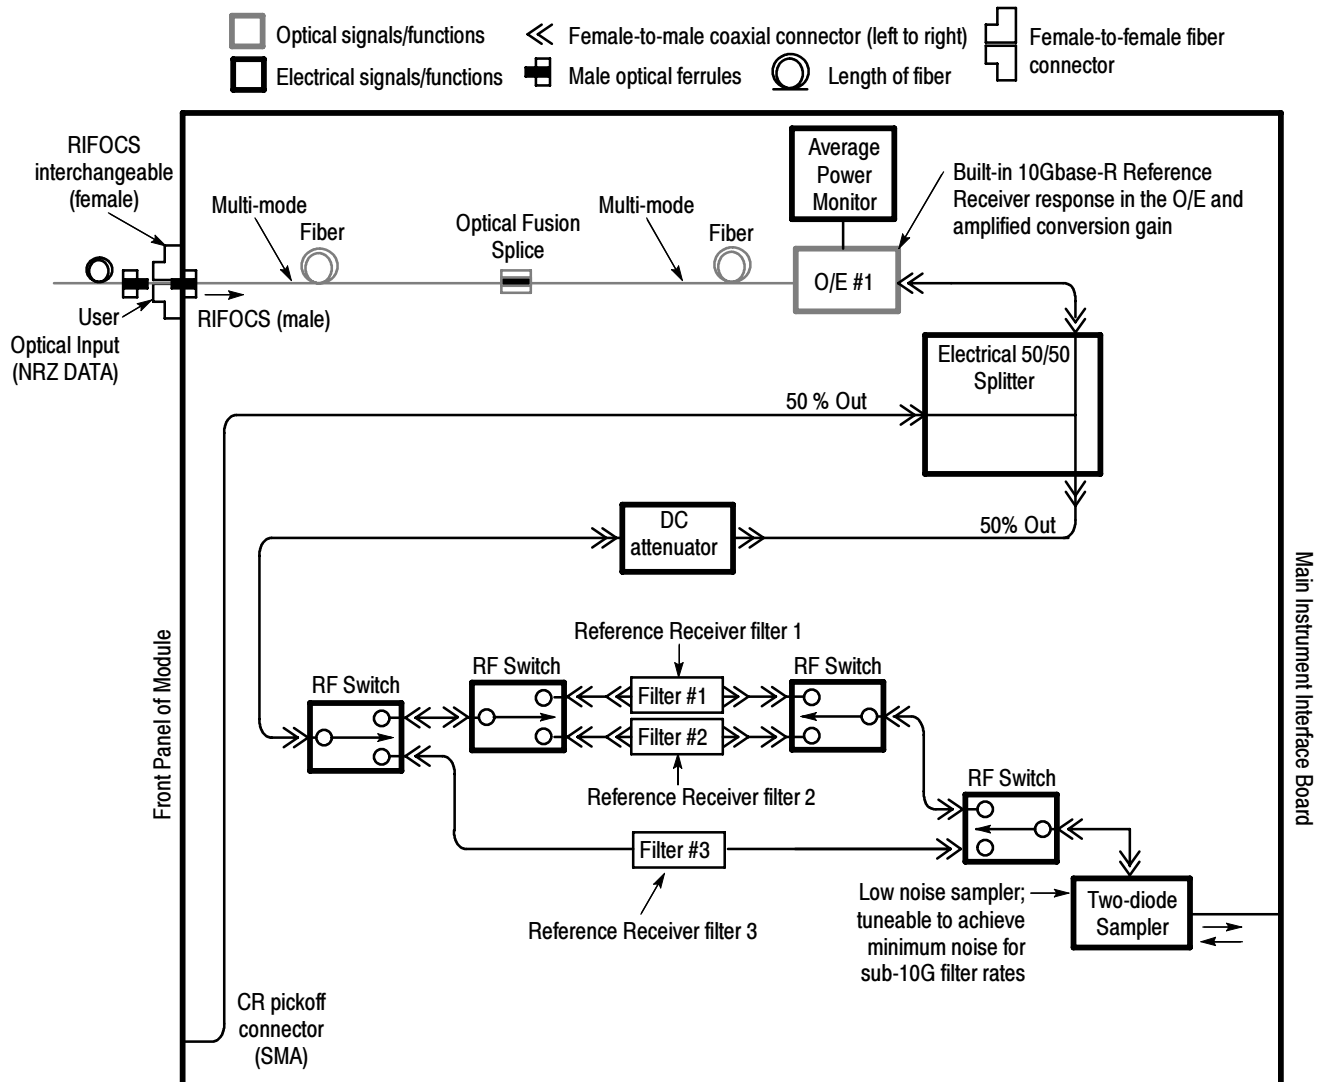 Optical signals/functions
Female-to-male coaxial connector (left to right)
Female-to-female fiber
connector
Electrical signals/functions
Male optical ferrules
Length of fiber
RIFOCS
interchangeable
(female)
Multi-mode
Fiber
Optical Fusion
Splice
Multi-mode
Fiber
Average
Power
Monitor
Built-in 10Gbase-R Reference
Receiver response in the O/E and
amplified conversion gain
O/E #1
User
Optical Input
(NRZ DATA)
RIFOCS (male)
Electrical 50/50
Splitter
50 % Out
DC
attenuator
50% Out
Front Panel of Module
Main Instrument Interface Board
Reference Receiver filter 1
RF Switch
RF Switch
RF Switch
Filter #1
Filter #2
Reference Receiver filter 2
RF Switch
Filter #3
Reference Receiver filter 3
Low noise sampler;
tuneable to achieve
minimum noise for
sub-10G filter rates
Two-diode
Sampler
CR pickoff
connector
(SMA)